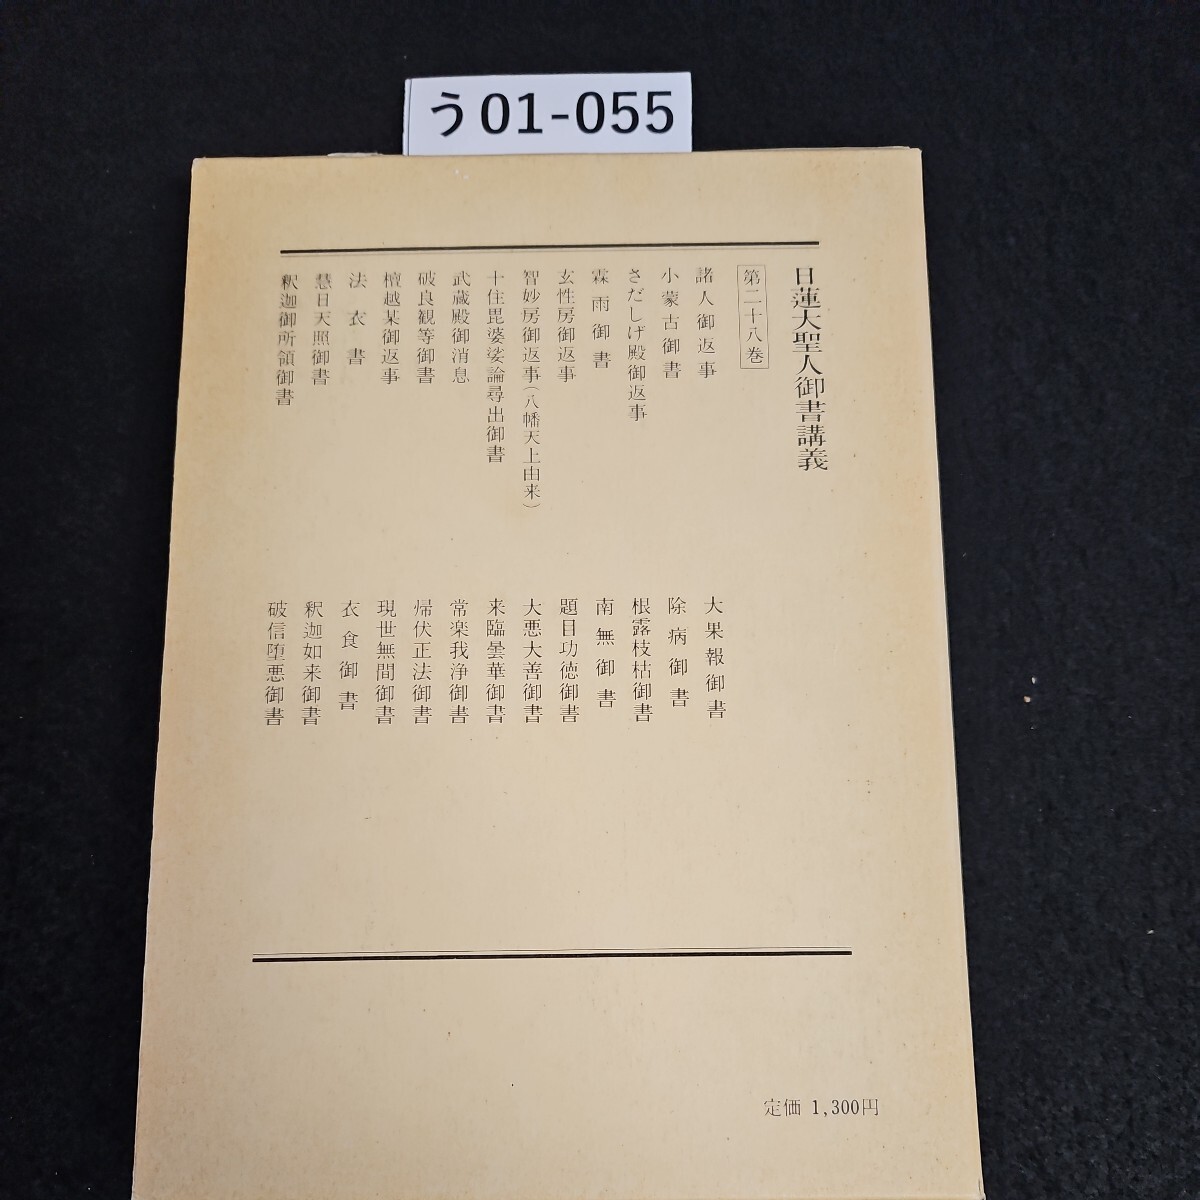 う01-055
日蓮大聖人御書講義
第二十八巻
諸人御返事
小蒙古御書
さだしげ殿御返事
霖雨御書
玄性房御返事
智妙房御返事(八幡天上由来)
十住毘婆娑論尋出御書
武蔵殿御消息
破良観等御書
檀越某御返事
法衣書
慧日天照御書
釈迦御所領御書
大果報御書
除病御書
根露枝枯御書
南無御書
題目功徳御書
大悪大善御書
来臨曇華御書
常楽我浄御書
帰伏正法御書
現世無間御書
衣食御書
釈迦如来御書
破信堕悪御書
定価 1,300円